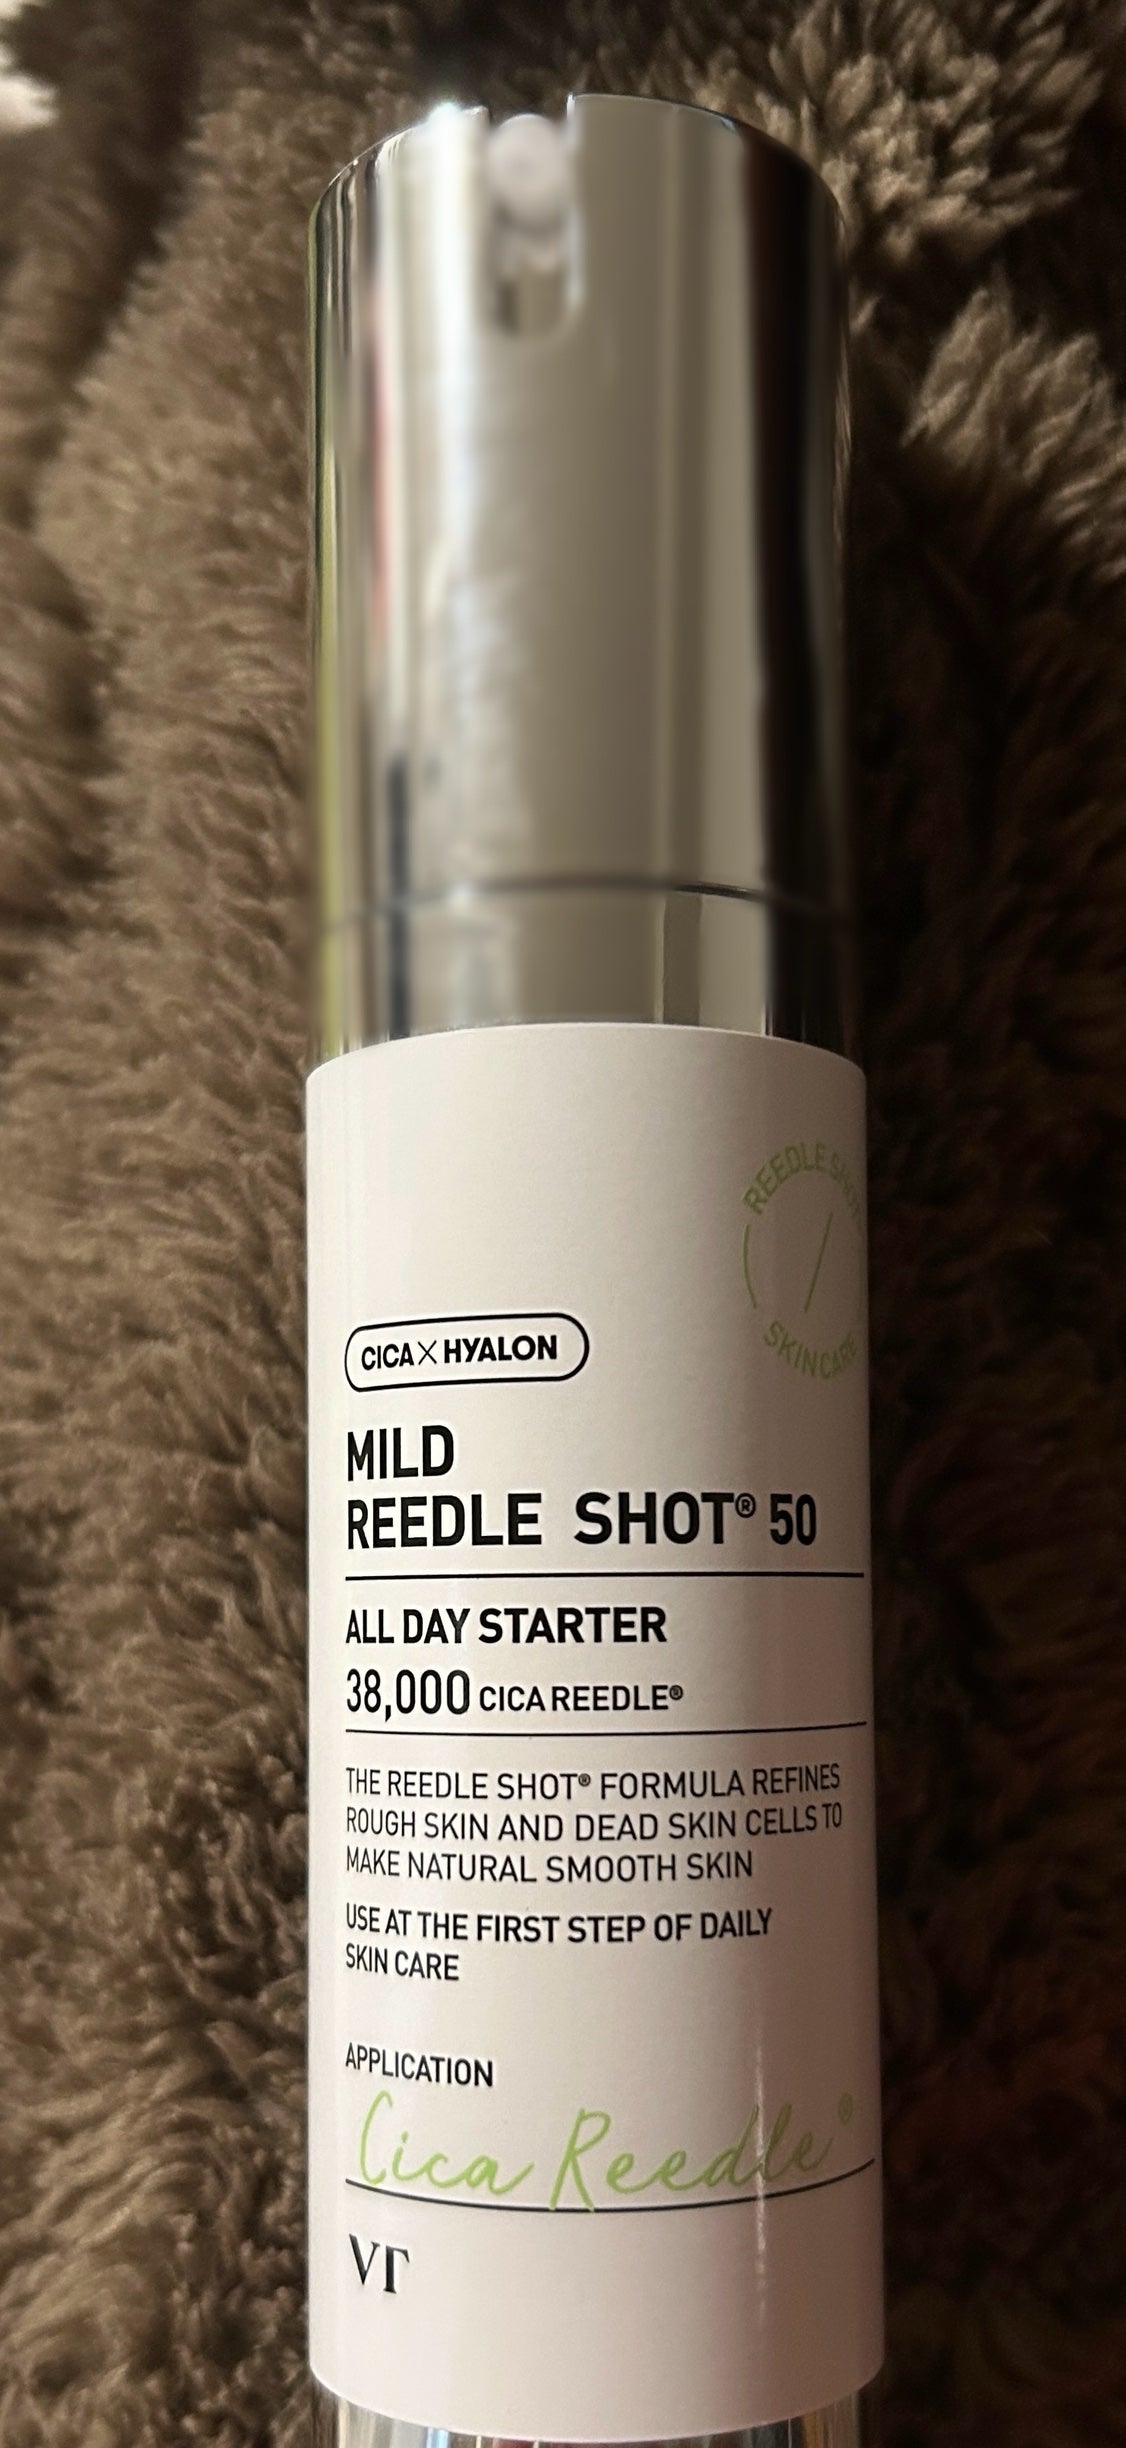 REEDLE SHOT
SKINCARE
CICA×HYALON
MILD
REEDLE SHOT® 50
ALL DAY STARTER
38,000 CICA REEDLE®
THE REEDLE SHOT® FORMULA REFINES
ROUGH SKIN AND DEAD SKIN CELLS TO
MAKE NATURAL SMOOTH SKIN
USE AT THE FIRST STEP OF DAILY
SKIN CARE
APPLICATION
Cica Reedle®
VT